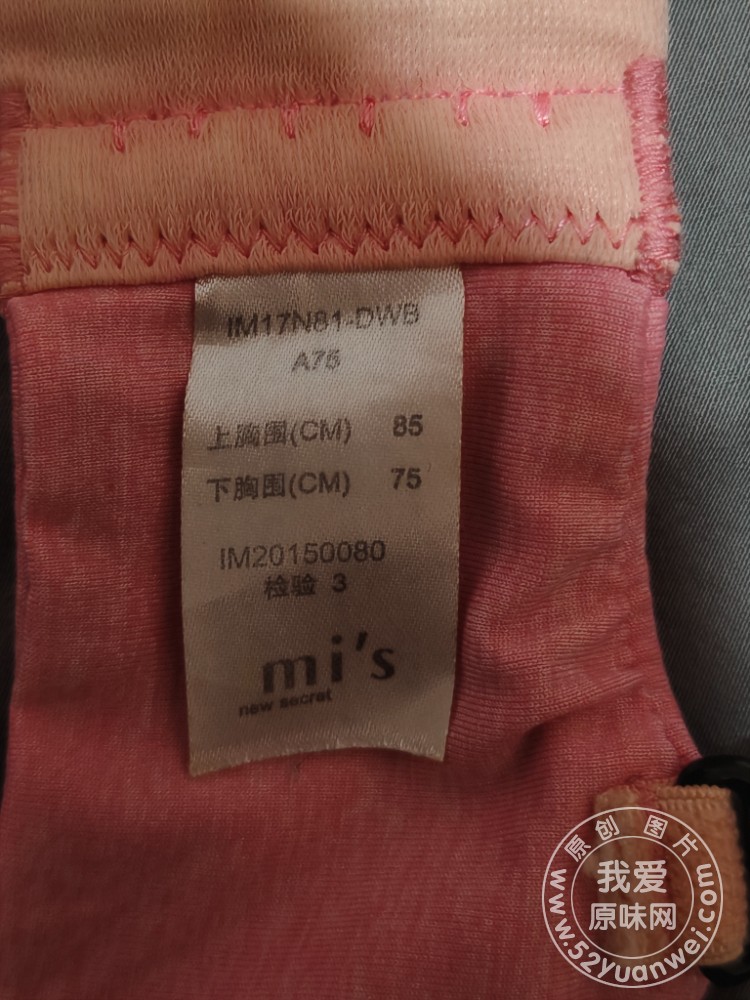 IM17N81-DWB
A75
上胸围(CM) 85
下胸围(CM) 75
IM20150080
检验 3
mi's
new secret
原创 图片
我爱
原味网
www.52yuanwei.com